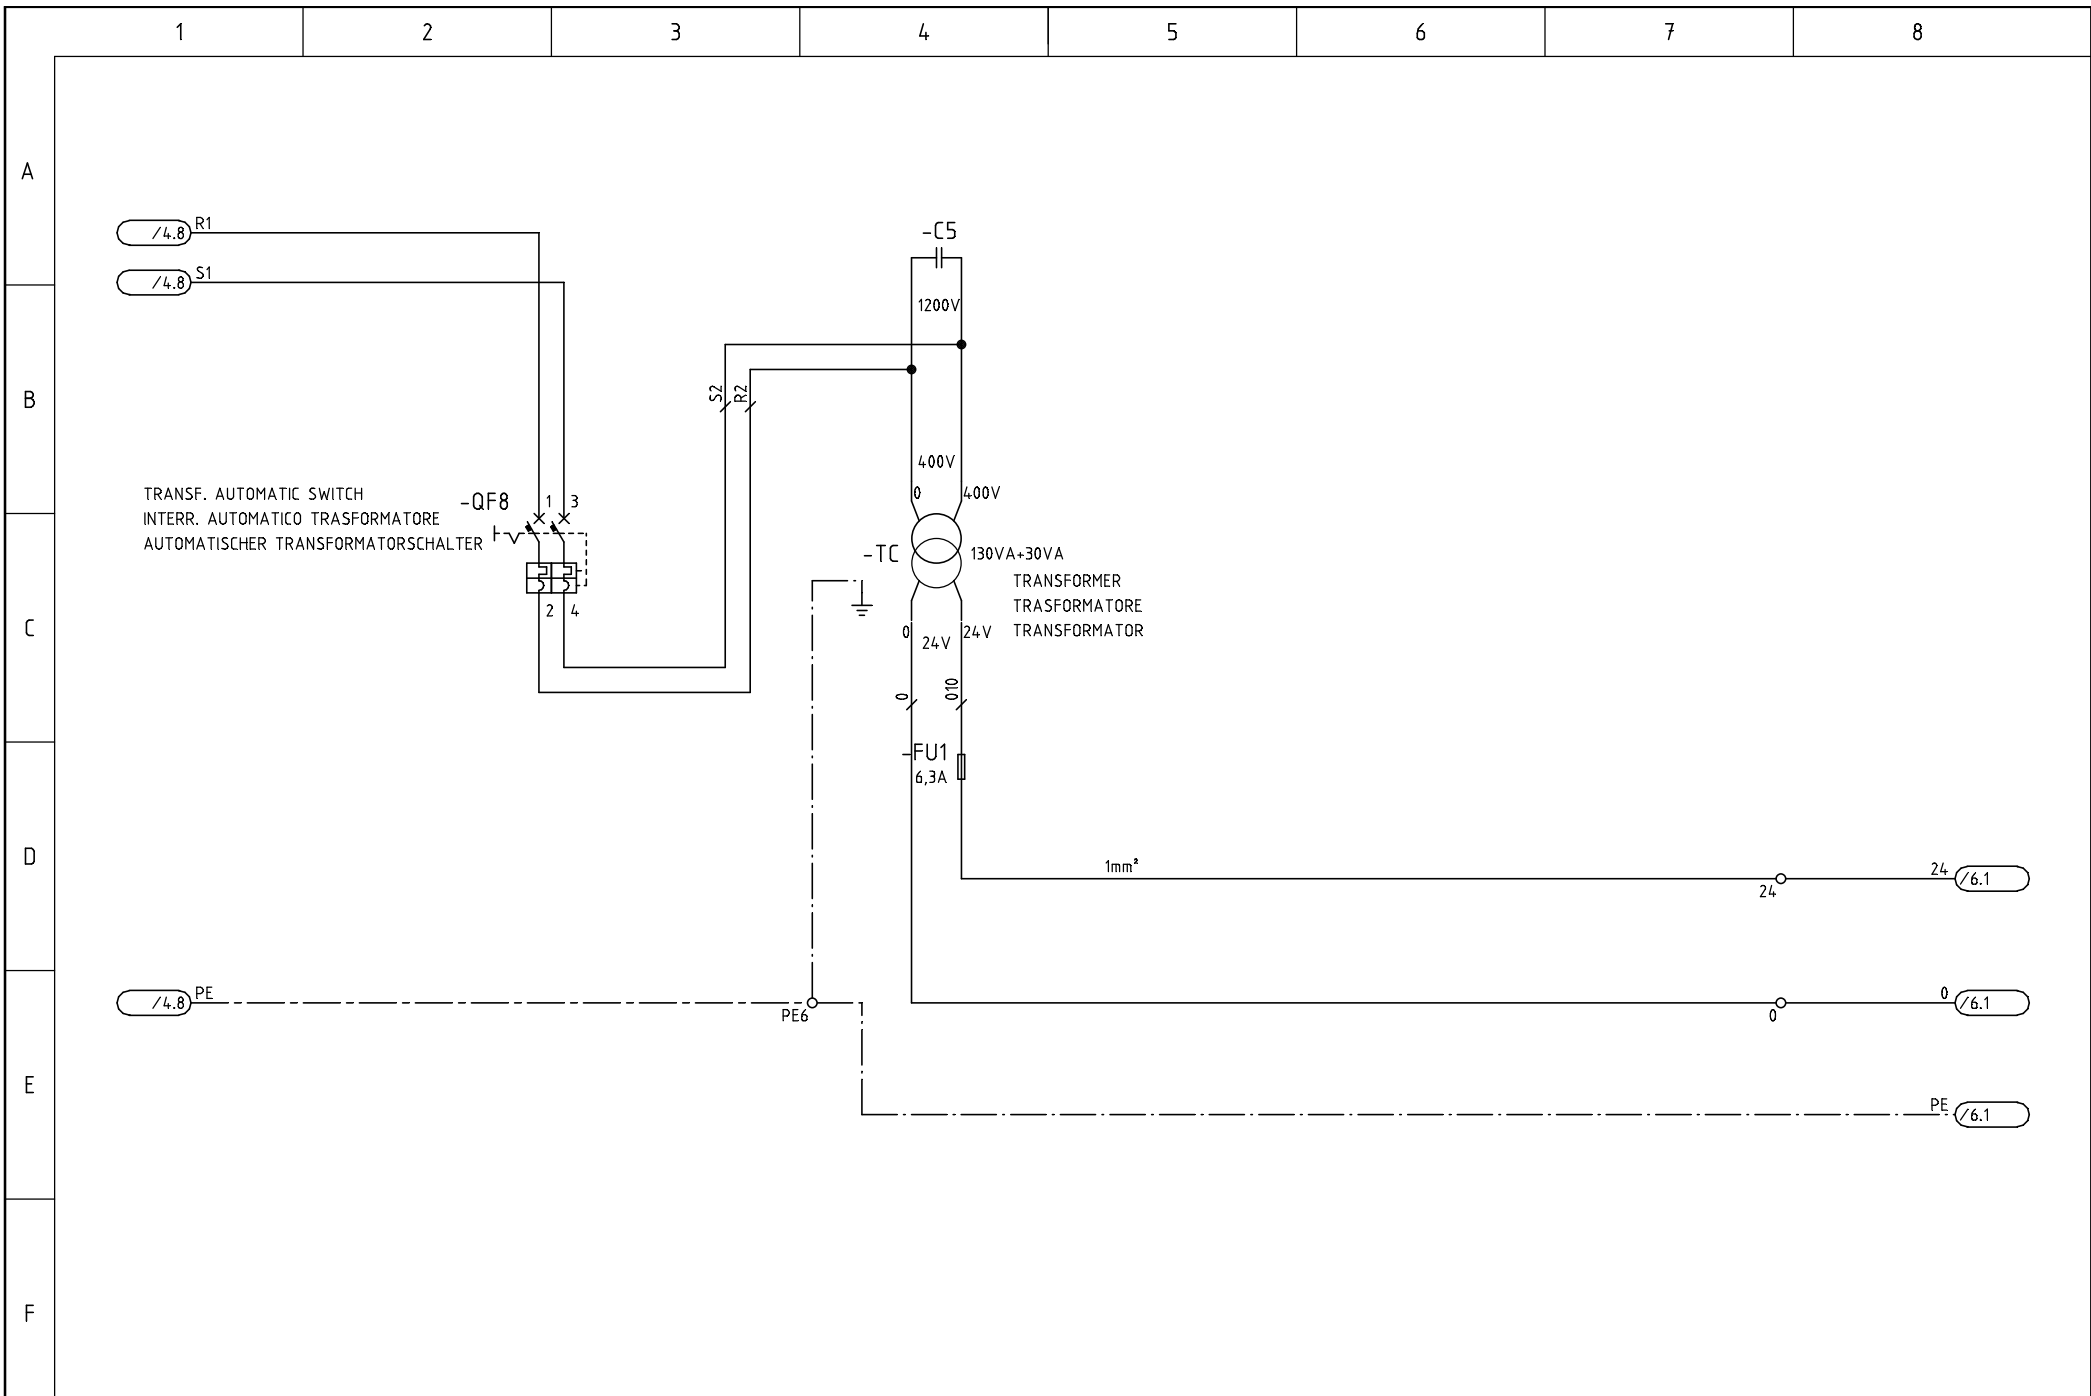 1 2 3 4 5 6 7 8
A
/4.8 R1
-C5
/4.8 S1
1200V
B
S2 R2
400V
0 400V
TRANSF. AUTOMATIC SWITCH
INTERR. AUTOMATICO TRASFORMATORE
AUTOMATISCHER TRANSFORMATORSCHALTER
-QF8 1 3
-TC 130VA+30VA
TRANSFORMER
TRASFORMATORE
TRANSFORMATOR
2 4
C
0 24V 24V
0 010
-FU1
6,3A
D
1mm²
24 24 /6.1
/4.8 PE
PE6
0 0 /6.1
E
PE /6.1
F